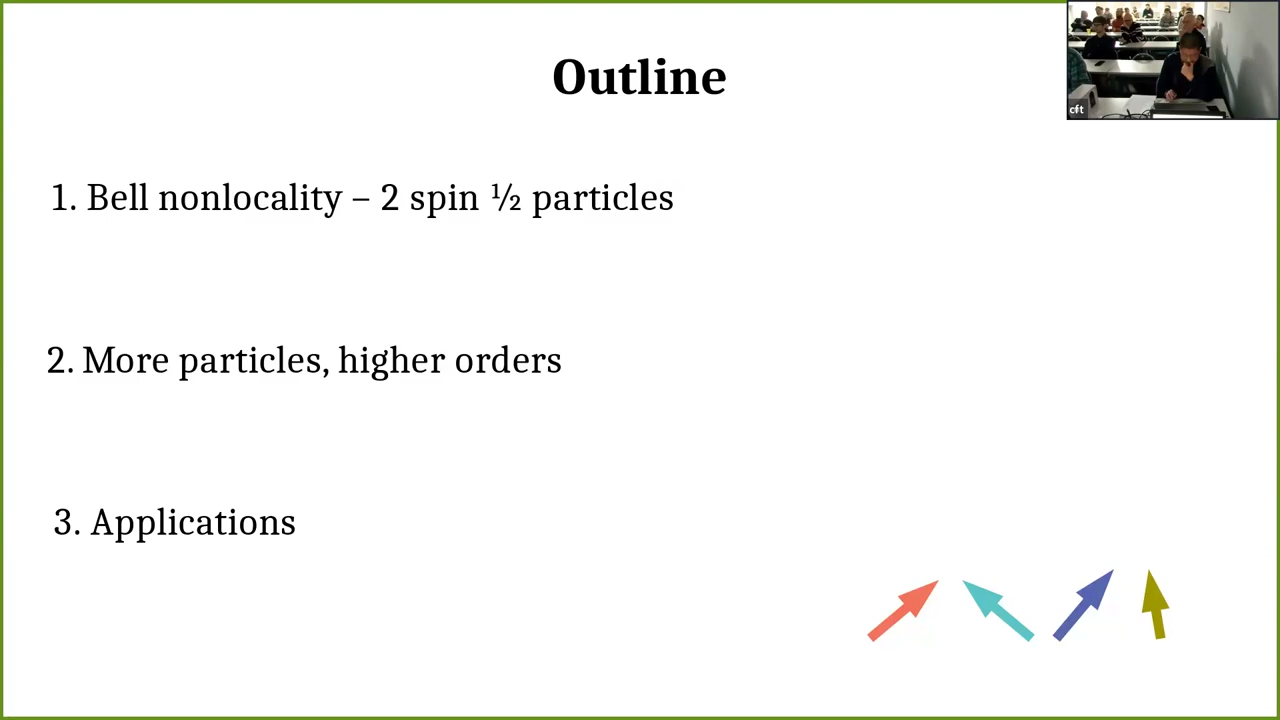 Outline
cft
1. Bell nonlocality – 2 spin ½ particles
2. More particles, higher orders
3. Applications